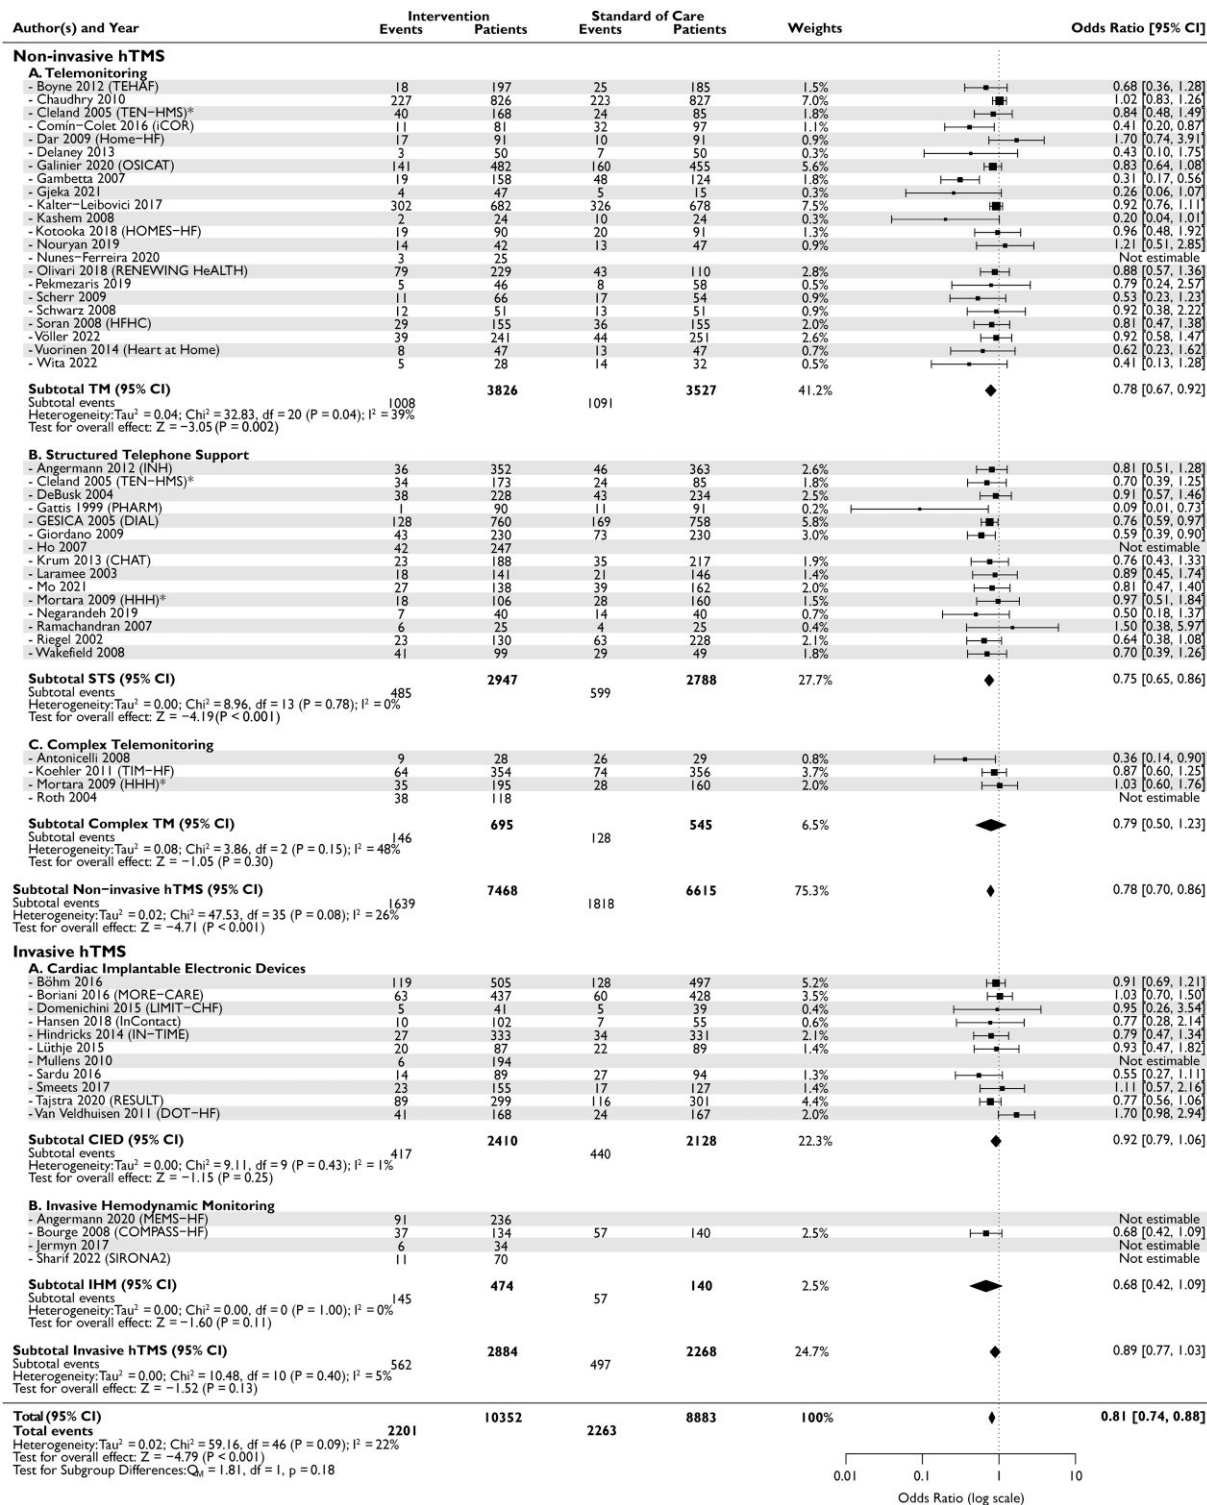 Author(s) and Year Intervention Events Patients Standard of Care Events Patients Weights Odds Ratio [95% CI]
Non-invasive hTMS
A. Telemonitoring
- Boyne 2012 (TEHAF) 18 197 25 185 1.5% 0.68 [0.36, 1.28]
- Chaudhry 2010 227 826 223 827 7.0% 1.02 [0.83, 1.26]
- Cleland 2005 (TEN-HMS)* 40 168 24 85 1.8% 0.84 [0.48, 1.49]
- Comín-Colet 2016 (iCOR) 11 81 32 97 1.1% 0.41 [0.20, 0.87]
- Dar 2009 (Home-HF) 17 91 10 91 0.9% 1.70 [0.74, 3.91]
- Delaney 2013 3 50 7 50 0.3% 0.43 [0.10, 1.75]
- Galinier 2020 (OSICAT) 141 482 160 455 5.6% 0.83 [0.64, 1.08]
- Gambetta 2007 19 158 48 124 1.8% 0.31 [0.17, 0.56]
- Gjeka 2021 4 47 5 15 0.3% 0.26 [0.06, 1.07]
- Kalter-Leibovici 2017 302 682 326 678 7.5% 0.92 [0.76, 1.11]
- Kashem 2008 2 24 10 24 0.3% 0.20 [0.04, 1.01]
- Kotooka 2018 (HOMES-HF) 19 90 20 91 1.3% 0.96 [0.48, 1.92]
- Nouryan 2019 14 42 13 47 0.9% 1.21 [0.51, 2.85]
- Nunes-Ferreira 2020 3 25 Not estimable
- Olivari 2018 (RENEWING HeALTH) 79 229 43 110 2.8% 0.88 [0.57, 1.36]
- Pekmezaris 2019 5 46 8 58 0.5% 0.79 [0.24, 2.57]
- Scherr 2009 11 66 17 54 0.9% 0.53 [0.23, 1.23]
- Schwarz 2008 12 51 13 51 0.9% 0.92 [0.38, 2.22]
- Soran 2008 (HFHC) 29 155 36 155 2.0% 0.81 [0.47, 1.38]
- Völler 2022 39 241 44 251 2.6% 0.92 [0.58, 1.47]
- Vuorinen 2014 (Heart at Home) 8 47 13 47 0.7% 0.62 [0.23, 1.62]
- Wita 2022 5 28 14 32 0.5% 0.41 [0.13, 1.28]
Subtotal TM (95% CI) 3826 3527 41.2% 0.78 [0.67, 0.92]
Subtotal events 1008 1091
Heterogeneity:Tau² = 0.04; Chi² = 32.83, df = 20 (P = 0.04); I² = 39%
Test for overall effect: Z = −3.05 (P = 0.002)
B. Structured Telephone Support
- Angermann 2012 (INH) 36 352 46 363 2.6% 0.81 [0.51, 1.28]
- Cleland 2005 (TEN-HMS)* 34 173 24 85 1.8% 0.70 [0.39, 1.25]
- DeBusk 2004 38 228 43 234 2.5% 0.91 [0.57, 1.46]
- Gattis 1999 (PHARM) 1 90 11 91 0.2% 0.09 [0.01, 0.73]
- GESICA 2005 (DIAL) 128 760 169 758 5.8% 0.76 [0.59, 0.97]
- Giordano 2009 43 230 73 230 3.0% 0.59 [0.39, 0.90]
- Ho 2007 42 247 Not estimable
- Krum 2013 (CHAT) 23 188 35 217 1.9% 0.76 [0.43, 1.33]
- Laramee 2003 18 141 21 146 1.4% 0.89 [0.45, 1.74]
- Mo 2021 27 138 39 162 2.0% 0.81 [0.47, 1.40]
- Mortara 2009 (HHH)* 18 106 28 160 1.5% 0.97 [0.51, 1.84]
- Negarandeh 2019 7 40 14 40 0.7% 0.50 [0.18, 1.37]
- Ramachandran 2007 6 25 4 25 0.4% 1.50 [0.38, 5.97]
- Riegel 2002 23 130 63 228 2.1% 0.64 [0.38, 1.08]
- Wakefield 2008 41 99 29 49 1.8% 0.70 [0.39, 1.26]
Subtotal STS (95% CI) 2947 2788 27.7% 0.75 [0.65, 0.86]
Subtotal events 485 599
Heterogeneity:Tau² = 0.00; Chi² = 8.96, df = 13 (P = 0.78); I² = 0%
Test for overall effect: Z = −4.19 (P < 0.001)
C. Complex Telemonitoring
- Antonicelli 2008 9 28 26 29 0.8% 0.36 [0.14, 0.90]
- Koehler 2011 (TIM-HF) 64 354 74 356 3.7% 0.87 [0.60, 1.25]
- Mortara 2009 (HHH)* 35 195 28 160 2.0% 1.03 [0.60, 1.76]
- Roth 2004 38 118 Not estimable
Subtotal Complex TM (95% CI) 695 545 6.5% 0.79 [0.50, 1.23]
Subtotal events 146 128
Heterogeneity:Tau² = 0.08; Chi² = 3.86, df = 2 (P = 0.15); I² = 48%
Test for overall effect: Z = −1.05 (P = 0.30)
Subtotal Non−invasive hTMS (95% CI) 7468 6615 75.3% 0.78 [0.70, 0.86]
Subtotal events 1639 1818
Heterogeneity:Tau² = 0.02; Chi² = 47.53, df = 35 (P = 0.08); I² = 26%
Test for overall effect: Z = −4.71 (P < 0.001)
Invasive hTMS
A. Cardiac Implantable Electronic Devices
- Böhm 2016 119 505 128 497 5.2% 0.91 [0.69, 1.21]
- Boriani 2016 (MORE−CARE) 63 437 60 428 3.5% 1.03 [0.70, 1.50]
- Domenichini 2015 (LIMIT−CHF) 5 41 5 39 0.4% 0.95 [0.26, 3.54]
- Hansen 2018 (InContact) 10 102 7 55 0.6% 0.77 [0.28, 2.14]
- Hindricks 2014 (IN−TIME) 27 333 34 331 2.1% 0.79 [0.47, 1.34]
- Lüthje 2015 20 87 22 89 1.4% 0.93 [0.47, 1.82]
- Mullens 2010 6 194 Not estimable
- Sardu 2016 14 89 27 94 1.3% 0.55 [0.27, 1.11]
- Smeets 2017 23 155 17 127 1.4% 1.11 [0.57, 2.16]
- Tajstra 2020 (RESULT) 89 299 116 301 4.4% 0.77 [0.56, 1.06]
- Van Veldhuisen 2011 (DOT−HF) 41 168 24 167 2.0% 1.70 [0.98, 2.94]
Subtotal CIED (95% CI) 2410 2128 22.3% 0.92 [0.79, 1.06]
Subtotal events 417 440
Heterogeneity:Tau² = 0.00; Chi² = 9.11, df = 9 (P = 0.43); I² = 1%
Test for overall effect: Z = −1.15 (P = 0.25)
B. Invasive Hemodynamic Monitoring
- Angermann 2020 (MEMS−HF) 91 236 Not estimable
- Bourge 2008 (COMPASS−HF) 37 134 57 140 2.5% 0.68 [0.42, 1.09]
- Jermyn 2017 6 34 Not estimable
- Sharif 2022 (SIRONA2) 11 70 Not estimable
Subtotal IHM (95% CI) 474 140 2.5% 0.68 [0.42, 1.09]
Subtotal events 145 57
Heterogeneity:Tau² = 0.00; Chi² = 0.00, df = 0 (P = 1.00); I² = 0%
Test for overall effect: Z = −1.60 (P = 0.11)
Subtotal Invasive hTMS (95% CI) 2884 2268 24.7% 0.89 [0.77, 1.03]
Subtotal events 562 497
Heterogeneity:Tau² = 0.00; Chi² = 10.48, df = 10 (P = 0.40); I² = 5%
Test for overall effect: Z = −1.52 (P = 0.13)
Total (95% CI) 10352 8883 100% 0.81 [0.74, 0.88]
Total events 2201 2263
Heterogeneity:Tau² = 0.02; Chi² = 59.16, df = 46 (P = 0.09); I² = 22%
Test for overall effect: Z = −4.79 (P < 0.001)
Test for Subgroup Differences:Q_M = 1.81, df = 1, p = 0.18
0.01 0.1 1 10
Odds Ratio (log scale)